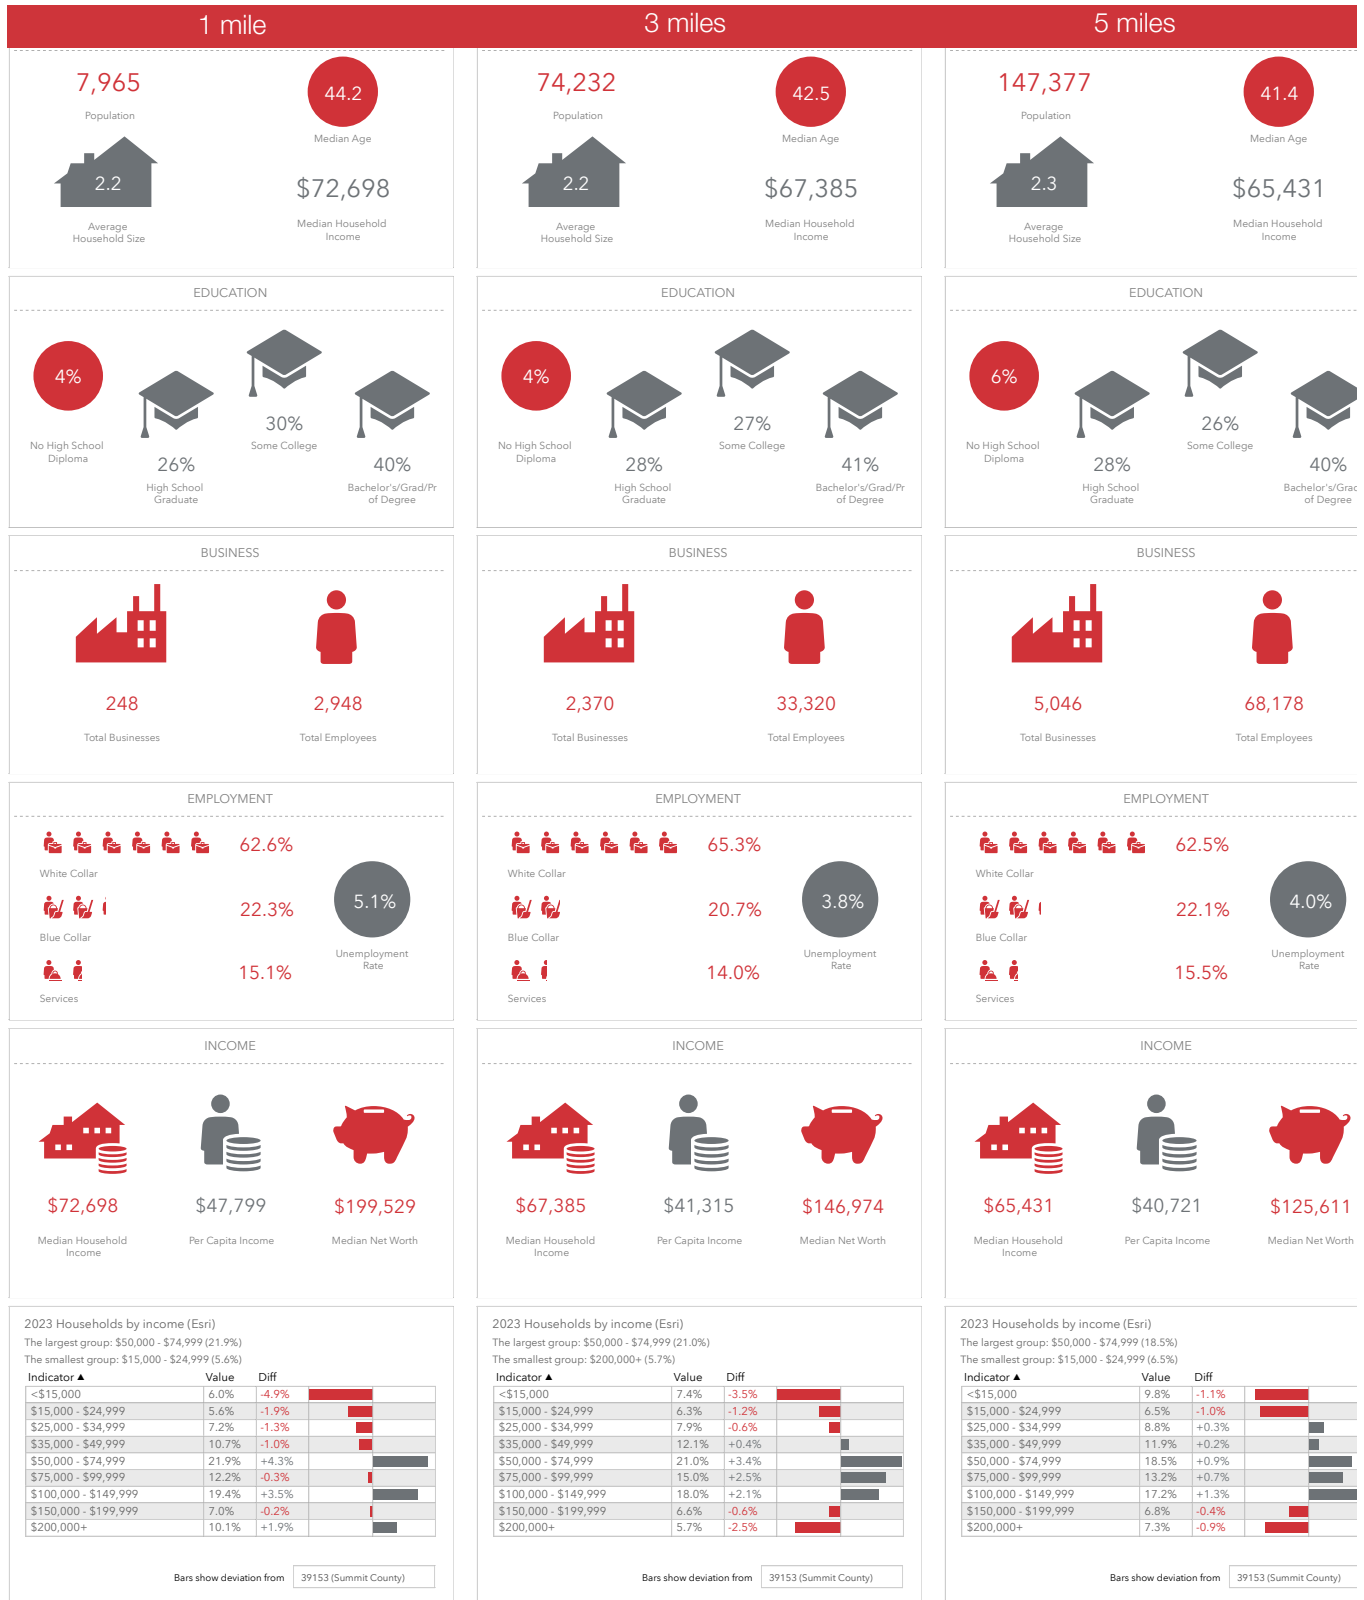 1 mile
3 miles
5 miles
7,965
Population
44.2
Median Age
2.2
Average
Household Size
$72,698
Median Household
Income
74,232
Population
42.5
Median Age
2.2
Average
Household Size
$67,385
Median Household
Income
147,377
Population
41.4
Median Age
2.3
Average
Household Size
$65,431
Median Household
Income
EDUCATION
4%
No High School
Diploma
26%
High School
Graduate
30%
Some College
40%
Bachelor's/Grad/Pr
of Degree
EDUCATION
4%
No High School
Diploma
28%
High School
Graduate
27%
Some College
41%
Bachelor's/Grad/Pr
of Degree
EDUCATION
6%
No High School
Diploma
28%
High School
Graduate
26%
Some College
40%
Bachelor's/Grac
of Degree
BUSINESS
248
Total Businesses
2,948
Total Employees
BUSINESS
2,370
Total Businesses
33,320
Total Employees
BUSINESS
5,046
Total Businesses
68,178
Total Employees
EMPLOYMENT
62.6%
White Collar
22.3%
Blue Collar
15.1%
Services
5.1%
Unemployment
Rate
EMPLOYMENT
65.3%
White Collar
20.7%
Blue Collar
14.0%
Services
3.8%
Unemployment
Rate
EMPLOYMENT
62.5%
White Collar
22.1%
Blue Collar
15.5%
Services
4.0%
Unemployment
Rate
INCOME
$72,698
Median Household
Income
$47,799
Per Capita Income
$199,529
Median Net Worth
INCOME
$67,385
Median Household
Income
$41,315
Per Capita Income
$146,974
Median Net Worth
INCOME
$65,431
Median Household
Income
$40,721
Per Capita Income
$125,611
Median Net Worth
2023 Households by income (Esri)
The largest group: $50,000 - $74,999 (21.9%)
The smallest group: $15,000 - $24,999 (5.6%)
Indicator ▲ Value Diff
<$15,000 6.0% -4.9%
$15,000 - $24,999 5.6% -1.9%
$25,000 - $34,999 7.2% -1.3%
$35,000 - $49,999 10.7% -1.0%
$50,000 - $74,999 21.9% +4.3%
$75,000 - $99,999 12.2% -0.3%
$100,000 - $149,999 19.4% +3.5%
$150,000 - $199,999 7.0% -0.2%
$200,000+ 10.1% +1.9%
Bars show deviation from 39153 (Summit County)
2023 Households by income (Esri)
The largest group: $50,000 - $74,999 (21.0%)
The smallest group: $200,000+ (5.7%)
Indicator ▲ Value Diff
<$15,000 7.4% -3.5%
$15,000 - $24,999 6.3% -1.2%
$25,000 - $34,999 7.9% -0.6%
$35,000 - $49,999 12.1% +0.4%
$50,000 - $74,999 21.0% +3.4%
$75,000 - $99,999 15.0% +2.5%
$100,000 - $149,999 18.0% +2.1%
$150,000 - $199,999 6.6% -0.6%
$200,000+ 5.7% -2.5%
Bars show deviation from 39153 (Summit County)
2023 Households by income (Esri)
The largest group: $50,000 - $74,999 (18.5%)
The smallest group: $15,000 - $24,999 (6.5%)
Indicator ▲ Value Diff
<$15,000 9.8% -1.1%
$15,000 - $24,999 6.5% -1.0%
$25,000 - $34,999 8.8% +0.3%
$35,000 - $49,999 11.9% +0.2%
$50,000 - $74,999 18.5% +0.9%
$75,000 - $99,999 13.2% +0.7%
$100,000 - $149,999 17.2% +1.3%
$150,000 - $199,999 6.8% -0.4%
$200,000+ 7.3% -0.9%
Bars show deviation from 39153 (Summit County)